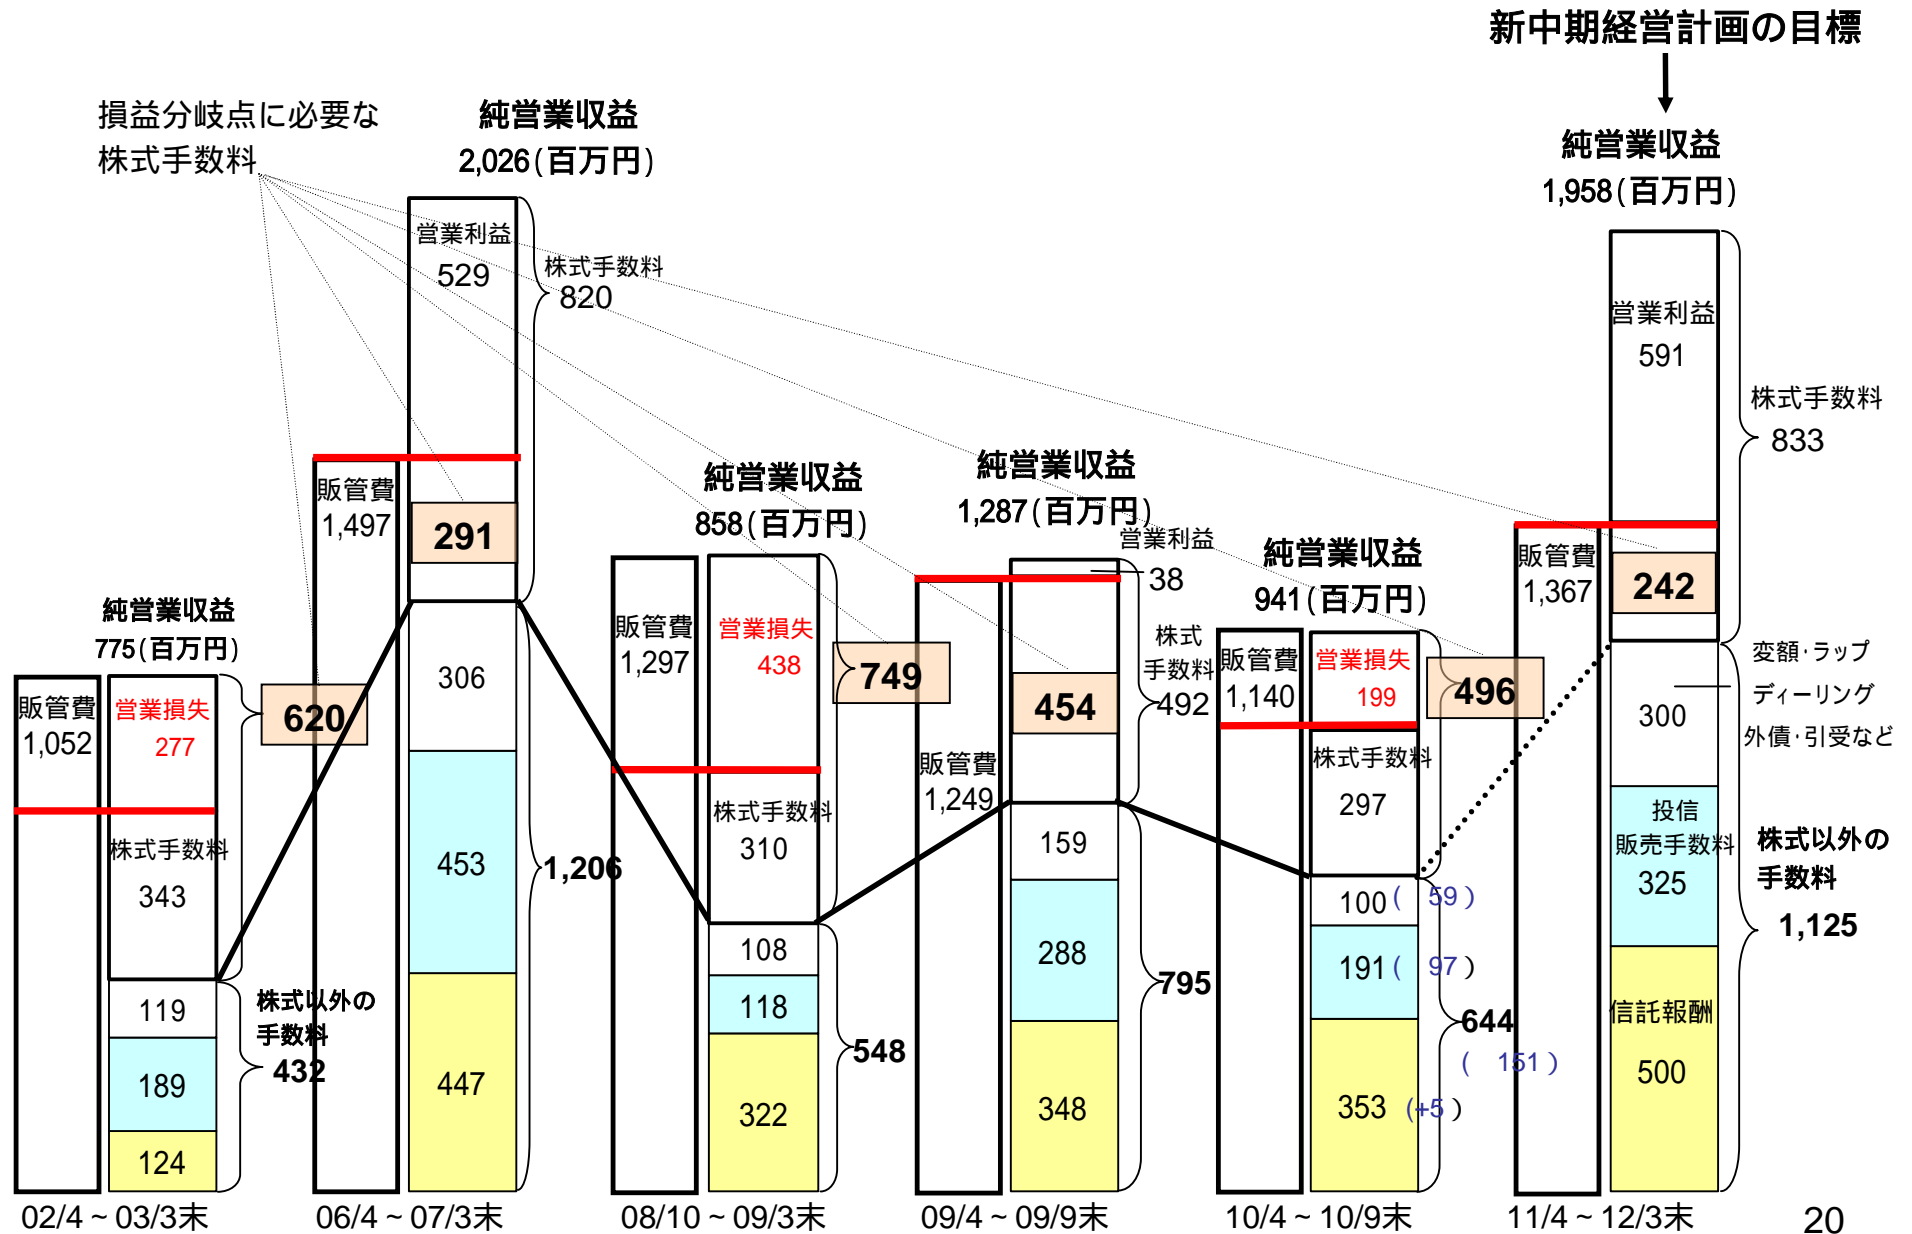 新中期経営計画の目標
損益分岐点に必要な
株式手数料
純営業収益
2,026(百万円)
純営業収益
1,958(百万円)
営業利益
529
株式手数料
820
販管費
1,497
291
306
453
447
1,206
純営業収益
775(百万円)
販管費
1,052
営業損失
277
620
株式手数料
343
119
189
124
株式以外の
手数料
432
純営業収益
858(百万円)
販管費
1,297
営業損失
438
749
株式手数料
310
108
118
322
548
純営業収益
1,287(百万円)
営業利益
38
株式
手数料
492
454
販管費
1,249
159
288
348
795
純営業収益
941(百万円)
販管費
1,140
営業損失
199
496
株式手数料
297
100( 59)
191( 97)
353 (+5)
644
( 151)
営業利益
591
株式手数料
833
販管費
1,367
242
変額・ラップ
ディーリング
外債・引受など
300
投信
販売手数料
325
信託報酬
500
株式以外の
手数料
1,125
02/4~03/3末
06/4~07/3末
08/10~09/3末
09/4~09/9末
10/4~10/9末
11/4~12/3末
20